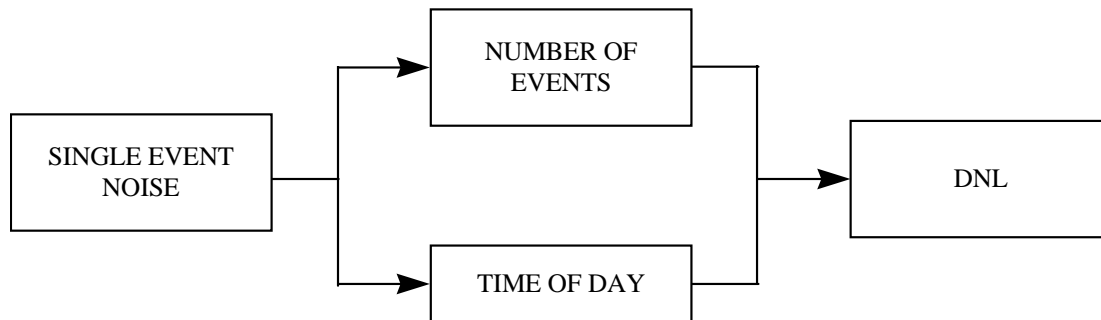 SINGLE EVENT
NOISE
NUMBER OF
EVENTS
TIME OF DAY
DNL